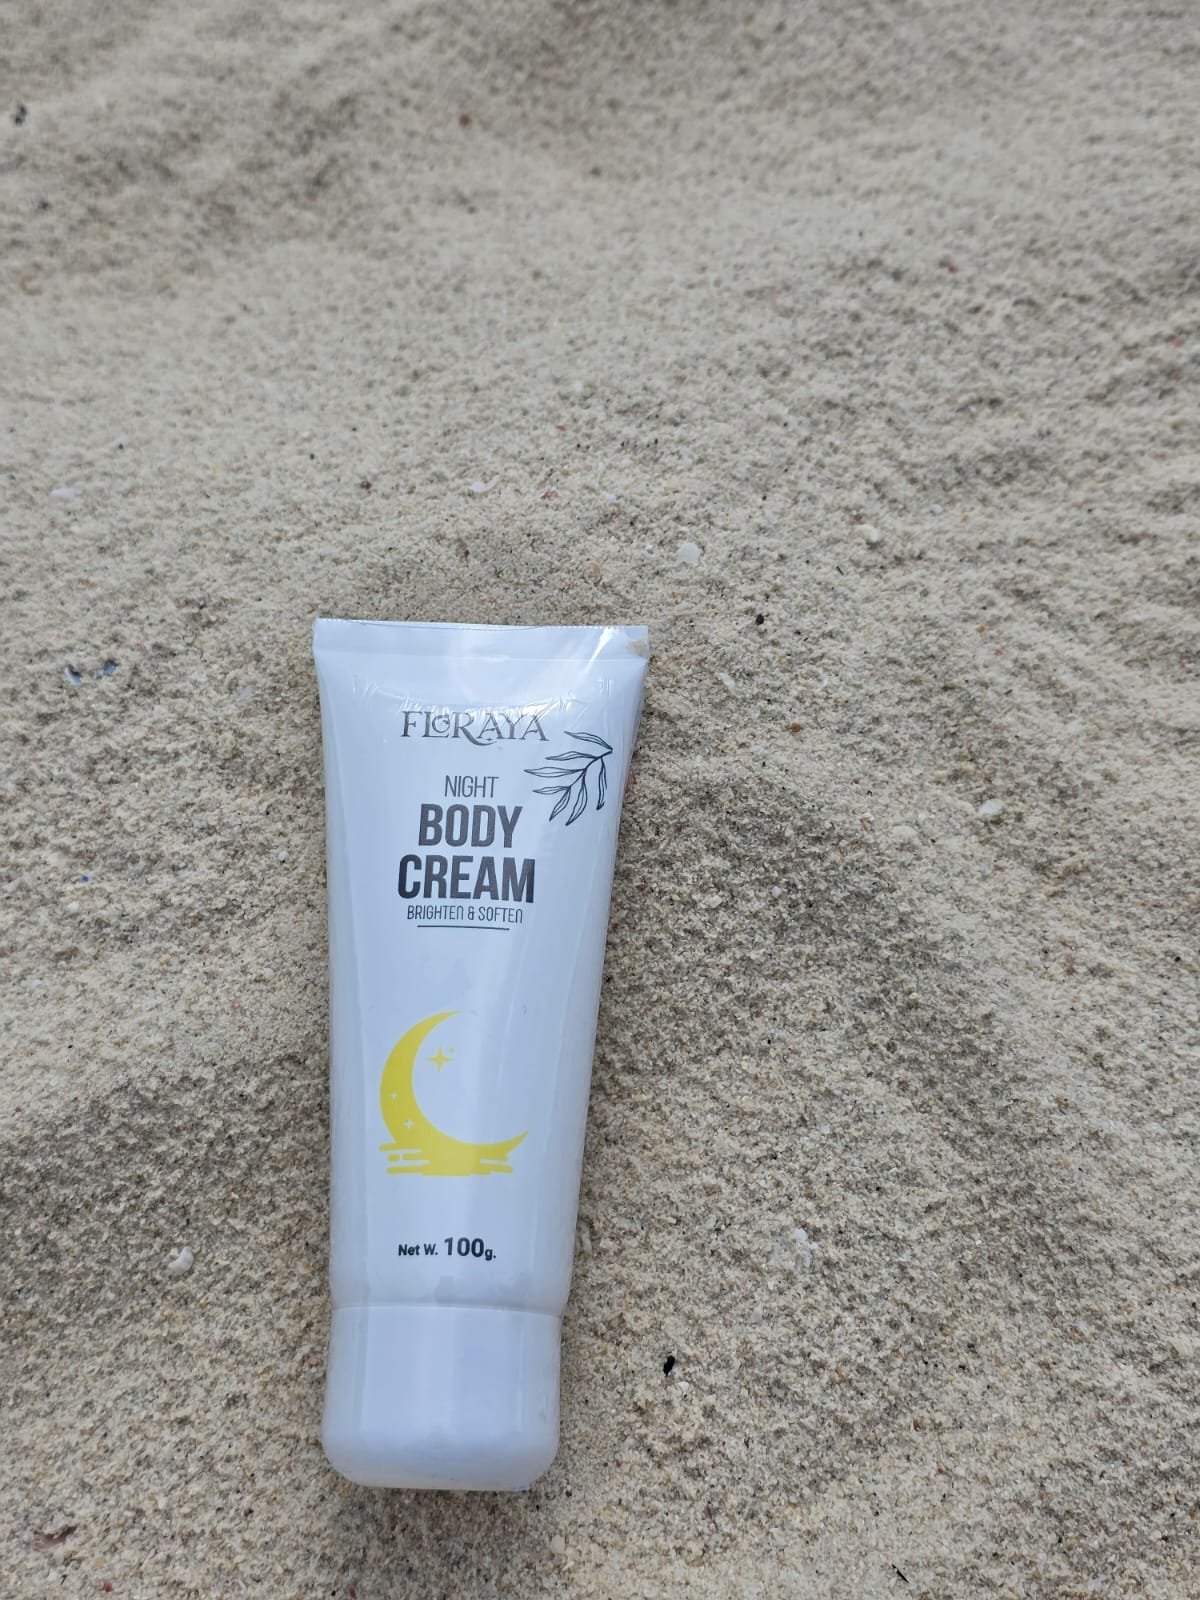 FLORAYA
NIGHT
BODY
CREAM
BRIGHTEN & SOFTEN
Net W. 100g.